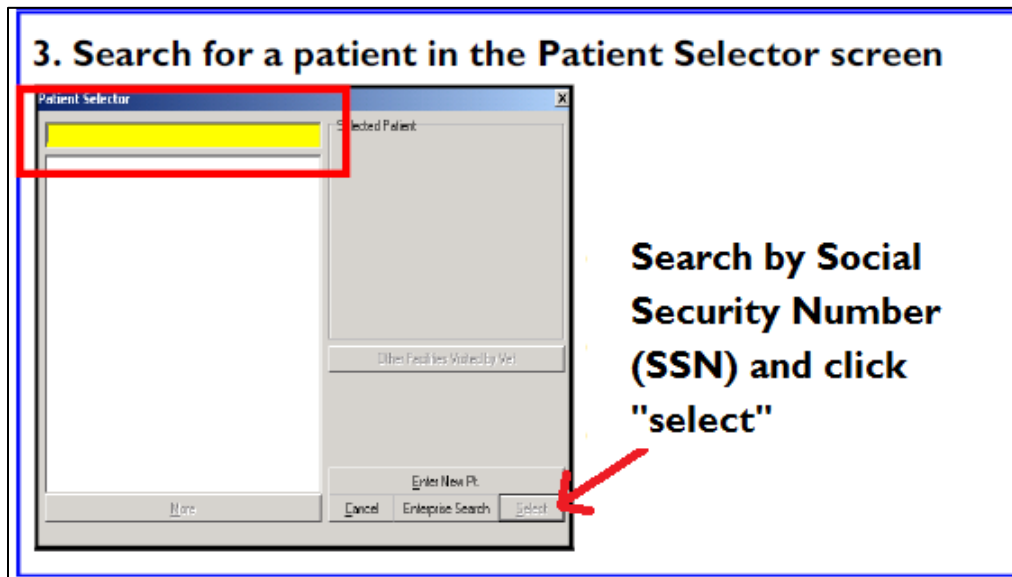 3. Search for a patient in the Patient Selector screen
Patient Selector
Selected Patient
Other Facilities Visited by Vet
Enter New Pt.
More
Cancel Enterprise Search Select
Search by Social
Security Number
(SSN) and click
"select"